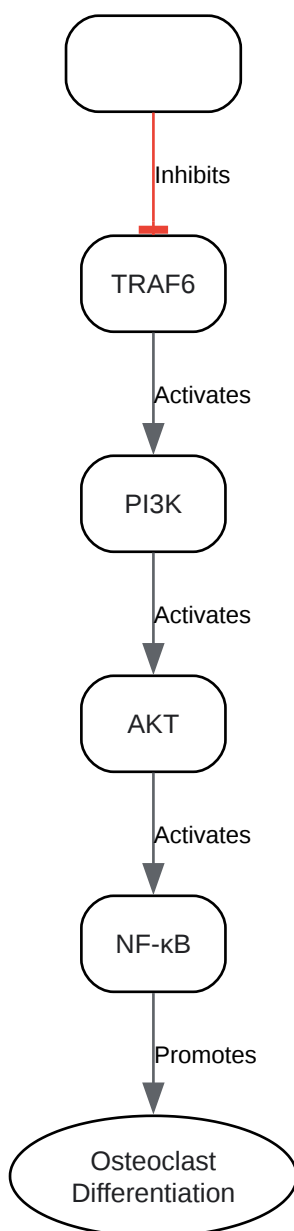 Inhibits
TRAF6
Activates
PI3K
Activates
AKT
Activates
NF-κB
Promotes
Osteoclast
Differentiation